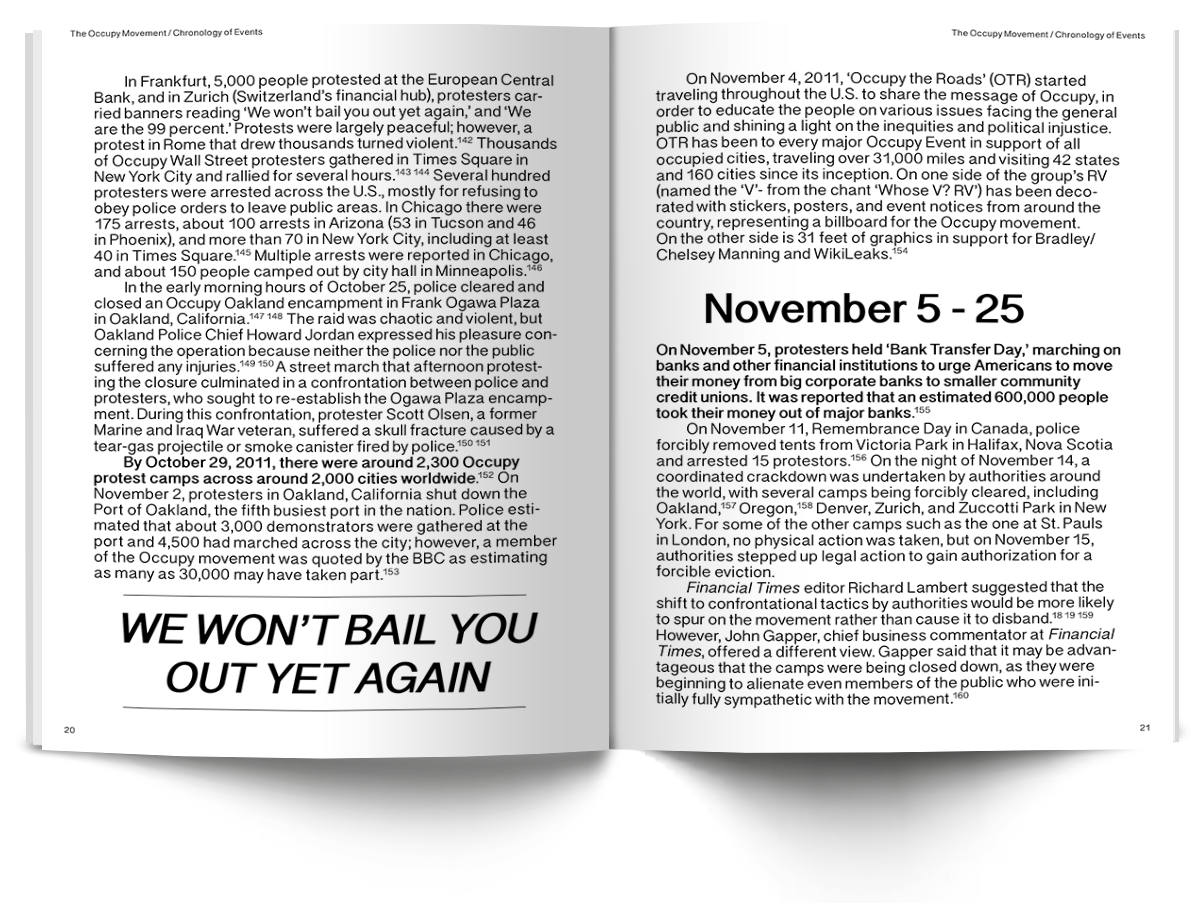 The Occupy Movement / Chronology of Events
In Frankfurt, 5,000 people protested at the European Central
Bank, and in Zurich (Switzerland's financial hub), protesters car-
ried banners reading ‘We won't bail you out yet again,’ and ‘We
are the 99 percent.’ Protests were largely peaceful; however, a
protest in Rome that drew thousands turned violent.142 Thousands
of Occupy Wall Street protesters gathered in Times Square in
New York City and rallied for several hours.143 144 Several hundred
protesters were arrested across the U.S., mostly for refusing to
obey police orders to leave public areas. In Chicago there were
175 arrests, about 100 arrests in Arizona (53 in Tucson and 46
in Phoenix), and more than 70 in New York City, including at least
40 in Times Square.145 Multiple arrests were reported in Chicago,
and about 150 people camped out by city hall in Minneapolis.146
In the early morning hours of October 25, police cleared and
closed an Occupy Oakland encampment in Frank Ogawa Plaza
in Oakland, California.147 148 The raid was chaotic and violent, but
Oakland Police Chief Howard Jordan expressed his pleasure con-
cerning the operation because neither the police nor the public
suffered any injuries.149 150 A street march that afternoon protest-
ing the closure culminated in a confrontation between police and
protesters, who sought to re-establish the Ogawa Plaza encamp-
ment. During this confrontation, protester Scott Olsen, a former
Marine and Iraq War veteran, suffered a skull fracture caused by a
tear-gas projectile or smoke canister fired by police.150 151
By October 29, 2011, there were around 2,300 Occupy
protest camps across around 2,000 cities worldwide.152 On
November 2, protesters in Oakland, California shut down the
Port of Oakland, the fifth busiest port in the nation. Police esti-
mated that about 3,000 demonstrators were gathered at the
port and 4,500 had marched across the city; however, a member
of the Occupy movement was quoted by the BBC as estimating
as many as 30,000 may have taken part.153
WE WON'T BAIL YOU
OUT YET AGAIN
20
The Occupy Movement / Chronology of Events
On November 4, 2011, ‘Occupy the Roads’ (OTR) started
traveling throughout the U.S. to share the message of Occupy, in
order to educate the people on various issues facing the general
public and shining a light on the inequities and political injustice.
OTR has been to every major Occupy Event in support of all
occupied cities, traveling over 31,000 miles and visiting 42 states
and 160 cities since its inception. On one side of the group's RV
(named the ‘V’- from the chant ‘Whose V? RV’) has been deco-
rated with stickers, posters, and event notices from around the
country, representing a billboard for the Occupy movement.
On the other side is 31 feet of graphics in support for Bradley/
Chelsey Manning and WikiLeaks.154
November 5 - 25
On November 5, protesters held ‘Bank Transfer Day,’ marching on
banks and other financial institutions to urge Americans to move
their money from big corporate banks to smaller community
credit unions. It was reported that an estimated 600,000 people
took their money out of major banks.155
On November 11, Remembrance Day in Canada, police
forcibly removed tents from Victoria Park in Halifax, Nova Scotia
and arrested 15 protestors.156 On the night of November 14, a
coordinated crackdown was undertaken by authorities around
the world, with several camps being forcibly cleared, including
Oakland,157 Oregon,158 Denver, Zurich, and Zuccotti Park in New
York. For some of the other camps such as the one at St. Pauls
in London, no physical action was taken, but on November 15,
authorities stepped up legal action to gain authorization for a
forcible eviction.
Financial Times editor Richard Lambert suggested that the
shift to confrontational tactics by authorities would be more likely
to spur on the movement rather than cause it to disband.18 19 159
However, John Gapper, chief business commentator at Financial
Times, offered a different view. Gapper said that it may be advan-
tageous that the camps were being closed down, as they were
beginning to alienate even members of the public who were ini-
tially fully sympathetic with the movement.160
21